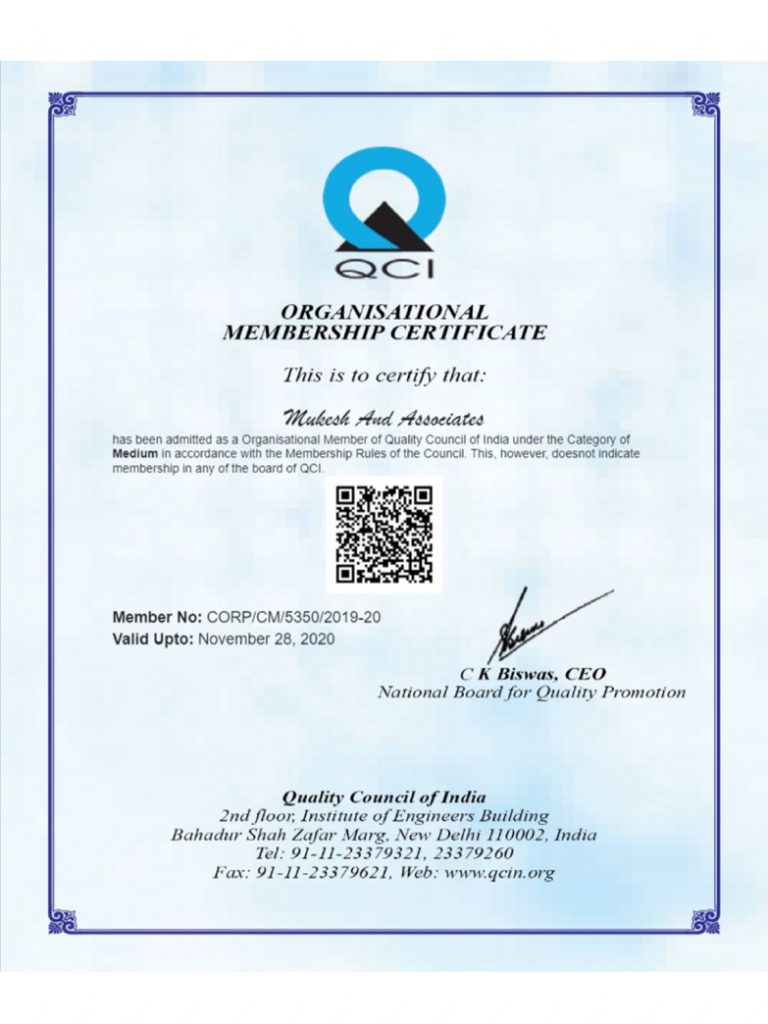 QCI
ORGANISATIONAL
MEMBERSHIP CERTIFICATE
This is to certify that:
Mukesh And Associates
has been admitted as a Organisational Member of Quality Council of India under the Category of
Medium in accordance with the Membership Rules of the Council. This, however, doesnot indicate
membership in any of the board of QCI.
Member No: CORP/CM/5350/2019-20
Valid Upto: November 28, 2020
C K Biswas, CEO
National Board for Quality Promotion
Quality Council of India
2nd floor, Institute of Engineers Building
Bahadur Shah Zafar Marg, New Delhi 110002, India
Tel: 91-11-23379321, 23379260
Fax: 91-11-23379621, Web: www.qcin.org